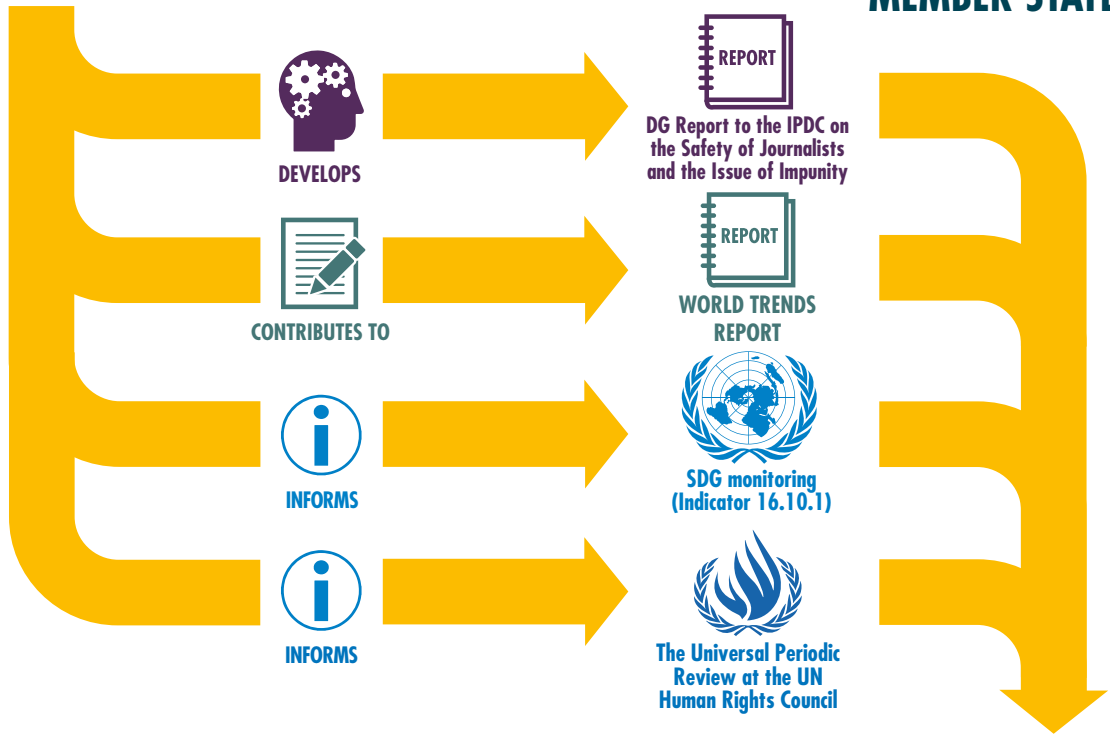 MEMBER STATE
REPORT
DEVELOPS
DG Report to the IPDC on
the Safety of Journalists
and the Issue of Impunity
REPORT
CONTRIBUTES TO
WORLD TRENDS
REPORT
INFORMS
SDG monitoring
(Indicator 16.10.1)
INFORMS
The Universal Periodic
Review at the UN
Human Rights Council